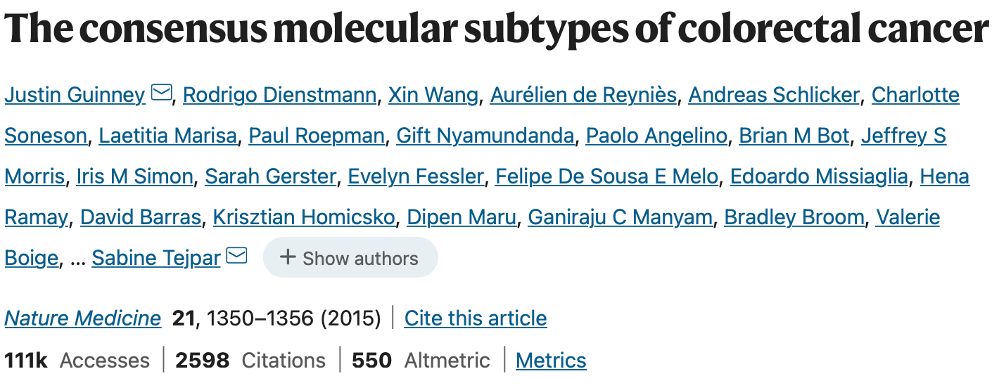 The consensus molecular subtypes of colorectal cancer
Justin Guinney, Rodrigo Dienstmann, Xin Wang, Aurélien de Reyniès, Andreas Schlicker, Charlotte
Soneson, Laetitia Marisa, Paul Roepman, Gift Nyamundanda, Paolo Angelino, Brian M Bot, Jeffrey S
Morris, Iris M Simon, Sarah Gerster, Evelyn Fessler, Felipe De Sousa E Melo, Edoardo Missiaglia, Hena
Ramay, David Barras, Krisztian Homicsko, Dipen Maru, Ganiraju C Manyam, Bradley Broom, Valerie
Boige, ... Sabine Tejpar + Show authors
Nature Medicine 21, 1350–1356 (2015) | Cite this article
111k Accesses | 2598 Citations | 550 Altmetric | Metrics